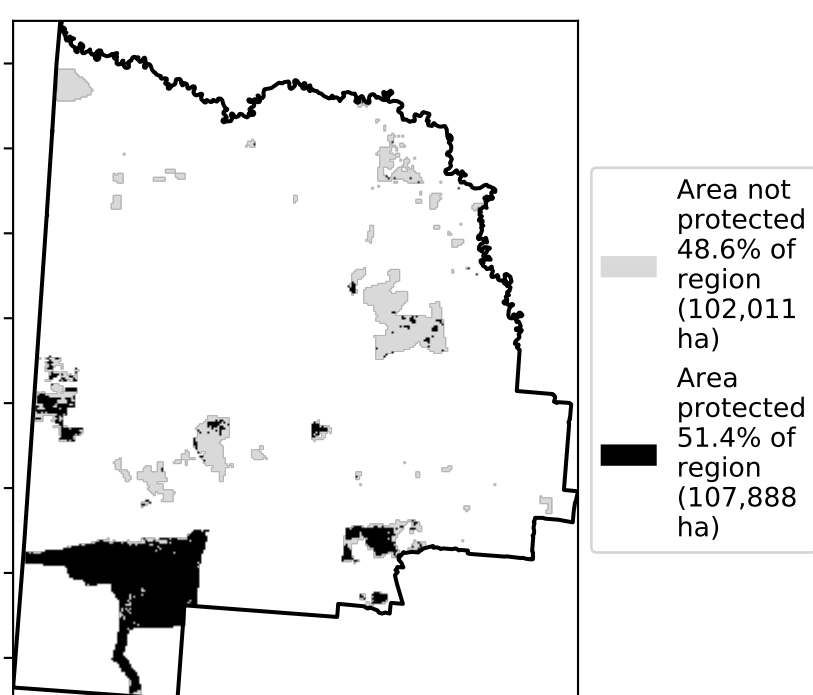 Area not
protected
48.6% of
region
(102,011
ha)
Area
protected
51.4% of
region
(107,888
ha)